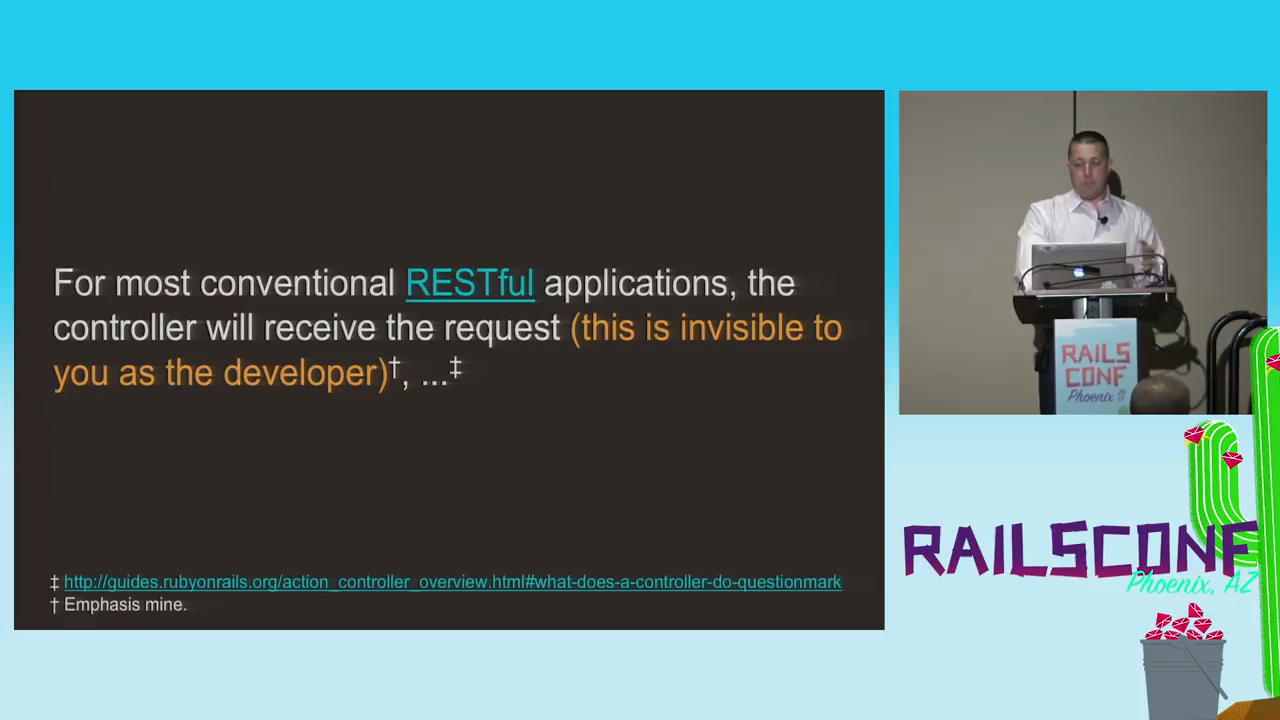 For most conventional RESTful applications, the
controller will receive the request (this is invisible to
you as the developer)†, ...‡
‡ http://guides.rubyonrails.org/action_controller_overview.html#what-does-a-controller-do-questionmark
† Emphasis mine.
RAILS
CONF
Phoenix
RAILSCONF
Phoenix, AZ